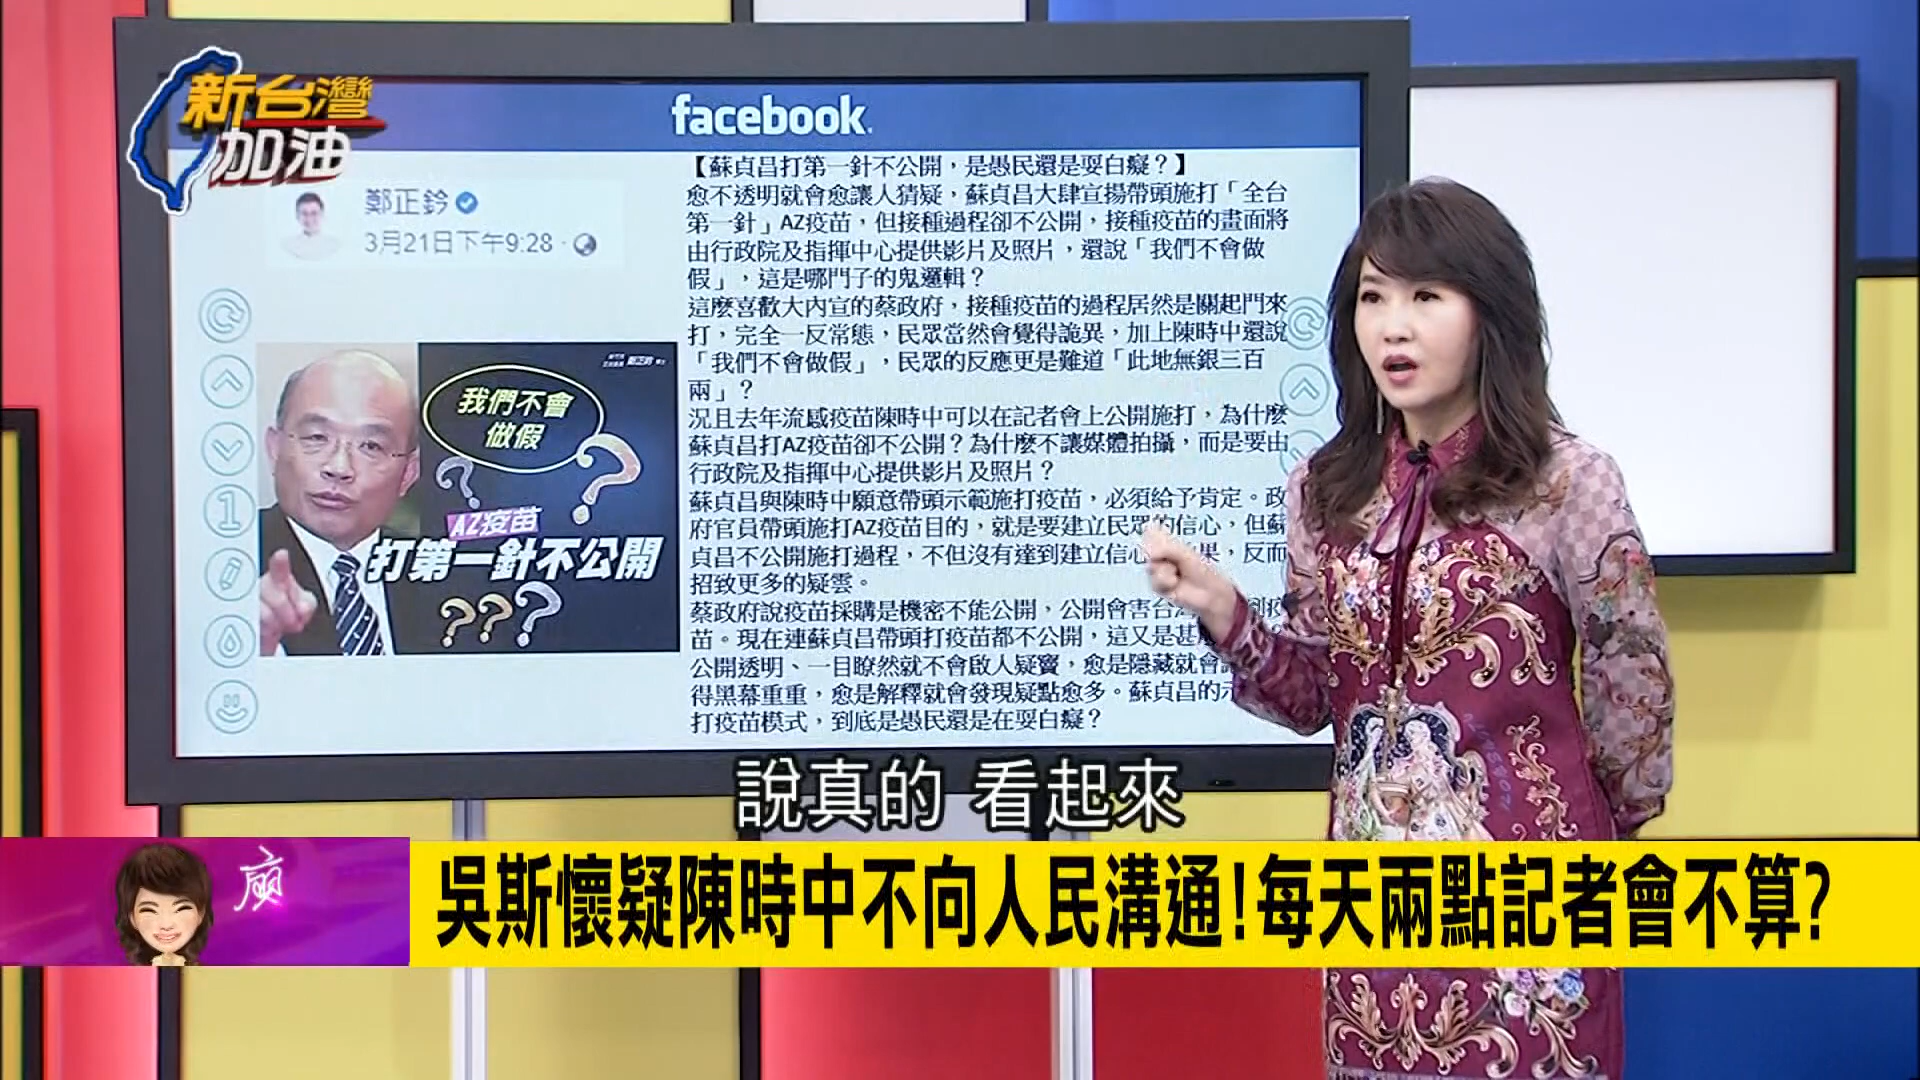 新台灣
加油
facebook.
鄭正鈐
3月21日下午9:28
我們不會
做假
AZ疫苗
打第一針不公開
【蘇貞昌打第一針不公開，是愚民還是耍白癡？】
愈不透明就會愈讓人猜疑，蘇貞昌大肆宣揚帶頭施打「全台
第一針」AZ疫苗，但接種過程卻不公開，接種疫苗的畫面將
由行政院及指揮中心提供影片及照片，還說「我們不會做
假」，這是哪門子的鬼邏輯？
這麼喜歡大內宣的蔡政府，接種疫苗的過程居然是關起門來
打，完全一反常態，民眾當然會覺得詭異，加上陳時中還說
「我們不會做假」，民眾的反應更是難道「此地無銀三百
兩」？
況且去年流感疫苗陳時中可以在記者會上公開施打，為什麼
蘇貞昌打AZ疫苗卻不公開？為什麼不讓媒體拍攝，而是要由
行政院及指揮中心提供影片及照片？
蘇貞昌與陳時中願意帶頭示範施打疫苗，必須給予肯定。政
府官員帶頭施打AZ疫苗目的，就是要建立民眾的信心，但蘇
貞昌不公開施打過程，不但沒有達到建立信心 果，反而
招致更多的疑雲。
蔡政府說疫苗採購是機密不能公開，公開會害台 到疫
苗。現在連蘇貞昌帶頭打疫苗都不公開，這又是甚
公開透明、一目瞭然就不會啟人疑竇，愈是隱藏就會
得黑幕重重，愈是解釋就會發現疑點愈多。蘇貞昌的示
打疫苗模式，到底是愚民還是在耍白癡？
說真的 看起來
吳斯懷疑陳時中不向人民溝通!每天兩點記者會不算?